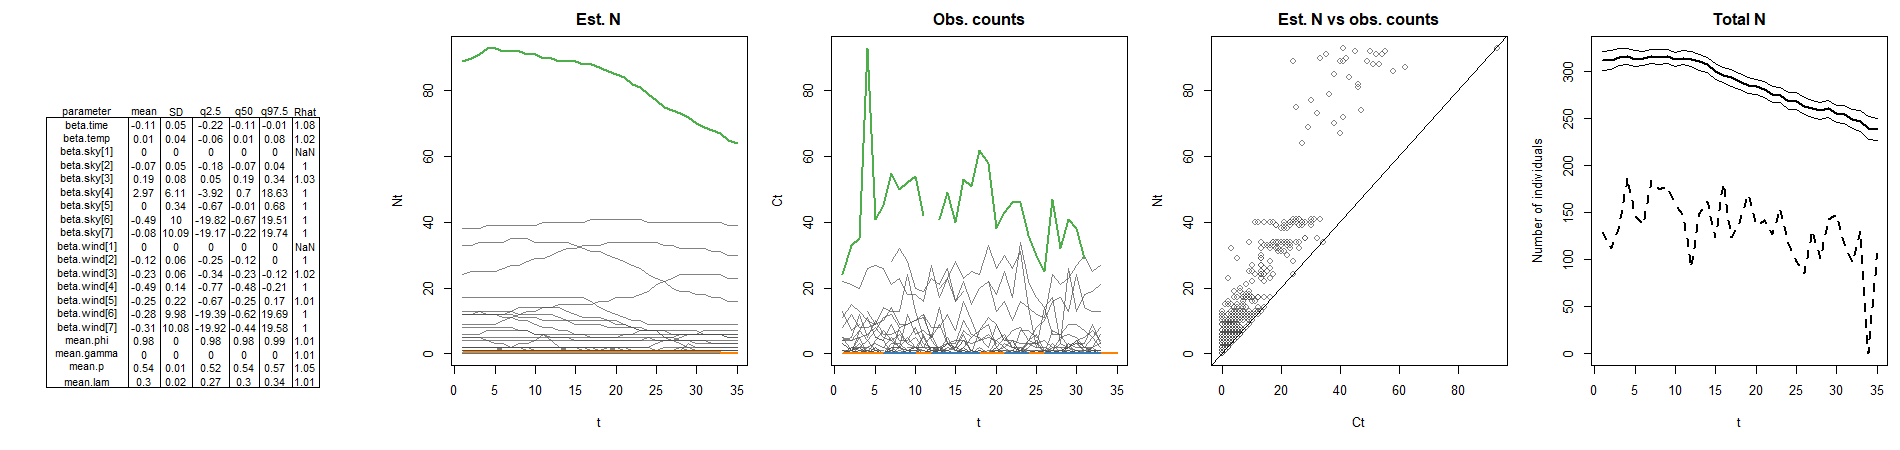 parameter mean SD q2.5 q50 q97.5 Rhat
beta.time -0.11 0.05 -0.22 -0.11 -0.01 1.08
beta.temp 0.01 0.04 -0.06 0.01 0.08 1.02
beta.sky[1] 0 0 0 0 0 NaN
beta.sky[2] -0.07 0.05 -0.18 -0.07 0.04 1
beta.sky[3] 0.19 0.08 0.05 0.19 0.34 1.03
beta.sky[4] 2.97 6.11 -3.92 0.7 18.63 1
beta.sky[5] 0 0.34 -0.67 -0.01 0.68 1
beta.sky[6] -0.49 10 -19.82 -0.67 19.51 1
beta.sky[7] -0.08 10.09 -19.17 -0.22 19.74 1
beta.wind[1] 0 0 0 0 0 NaN
beta.wind[2] -0.12 0.06 -0.25 -0.12 0 1
beta.wind[3] -0.23 0.06 -0.34 -0.23 -0.12 1.02
beta.wind[4] -0.49 0.14 -0.77 -0.48 -0.21 1
beta.wind[5] -0.25 0.22 -0.67 -0.25 0.17 1.01
beta.wind[6] -0.28 9.98 -19.39 -0.62 19.69 1
beta.wind[7] -0.31 10.08 -19.92 -0.44 19.58 1
mean.phi 0.98 0 0.98 0.98 0.99 1.01
mean.gamma 0 0 0 0 0 1.01
mean.p 0.54 0.01 0.52 0.54 0.57 1.05
mean.lam 0.3 0.02 0.27 0.3 0.34 1.01
Est. N
Nt
0 20 40 60 80
0 5 10 15 20 25 30 35
t
Obs. counts
Ct
0 20 40 60 80
0 5 10 15 20 25 30 35
t
Est. N vs obs. counts
Nt
0 20 40 60 80
0 20 40 60 80
Ct
Total N
Number of individuals
0 50 100 150 200 250 300
0 5 10 15 20 25 30 35
t